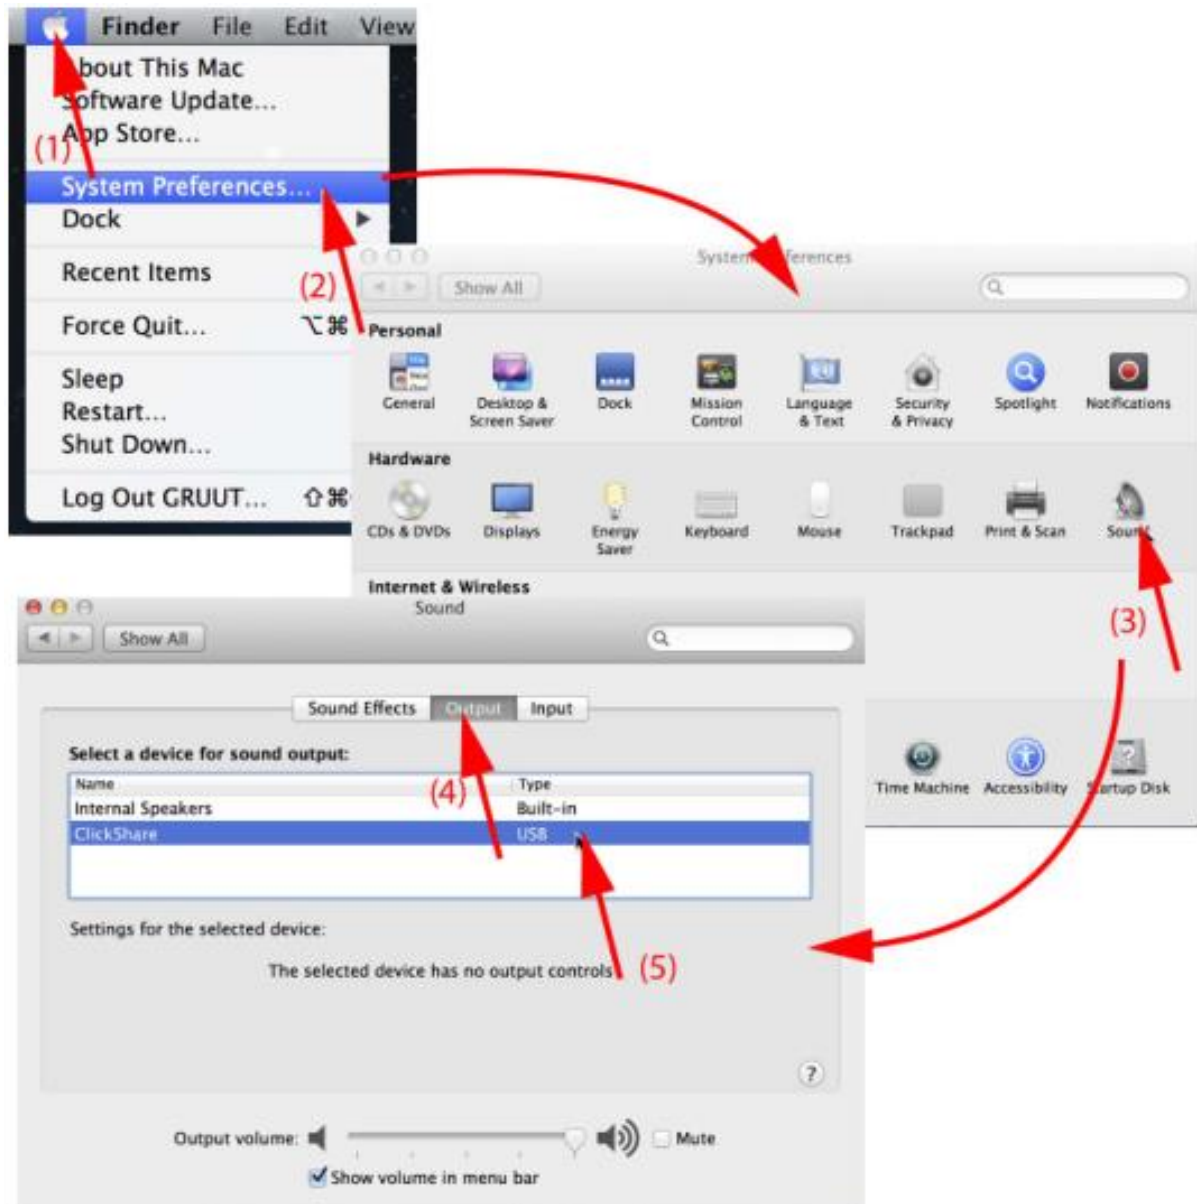 Finder File Edit View
About This Mac
Software Update...
App Store...
(1)
System Preferences...
Dock
Recent Items
(2)
Force Quit... ⌥⌘
Sleep
Restart...
Shut Down...
Log Out GRUUT... ⇧⌘
System Preferences
Show All
Personal
General
Desktop &
Screen Saver
Dock
Mission
Control
Language
& Text
Security
& Privacy
Spotlight
Notifications
Hardware
CDs & DVDs
Displays
Energy
Saver
Keyboard
Mouse
Trackpad
Print & Scan
Sound
(3)
Internet & Wireless
Time Machine
Accessibility
Startup Disk
Sound
Show All
Sound Effects Output Input
(4)
Select a device for sound output:
Name Type
Internal Speakers Built-in
ClickShare USB
(5)
Settings for the selected device:
The selected device has no output controls
?
Output volume: Mute
Show volume in menu bar